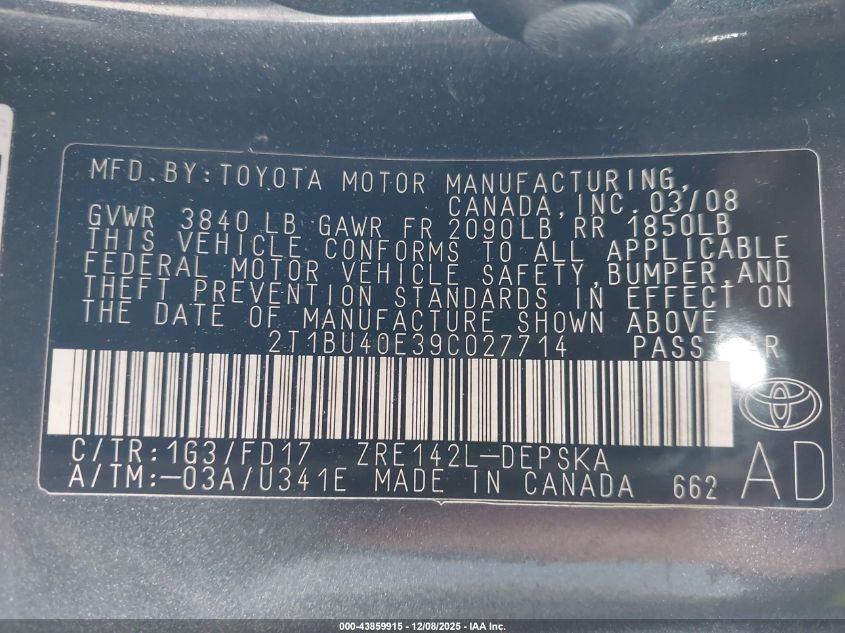 MFD.BY:TOYOTA MOTOR MANUFACTURING,
CANADA,INC.03/08
GVWR 3840 LB GAWR FR 2090LB RR 1850LB
THIS VEHICLE CONFORMS TO ALL APPLICABLE
FEDERAL MOTOR VEHICLE SAFETY,BUMPER,AND
THEFT PREVENTION STANDARDS IN EFFECT ON
THE DATE OF MANUFACTURE SHOWN ABOVE.
2T1BU40E39C027714 PASS
C/TR:1G3/FD17 ZRE142L-DEPSKA
A/TM:-03A/U341E MADE IN CANADA 662 AD
000-43859915 - 12/08/2025 - IAA Inc.